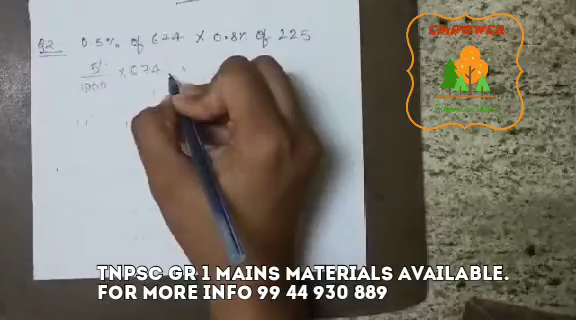 Q2. 0.5% of 624 X 0.8% of 225
5/
1000 × 624
EMPOWER
TNPSC GR 1 MAINS MATERIALS AVAILABLE.
FOR MORE INFO 99 44 930 889